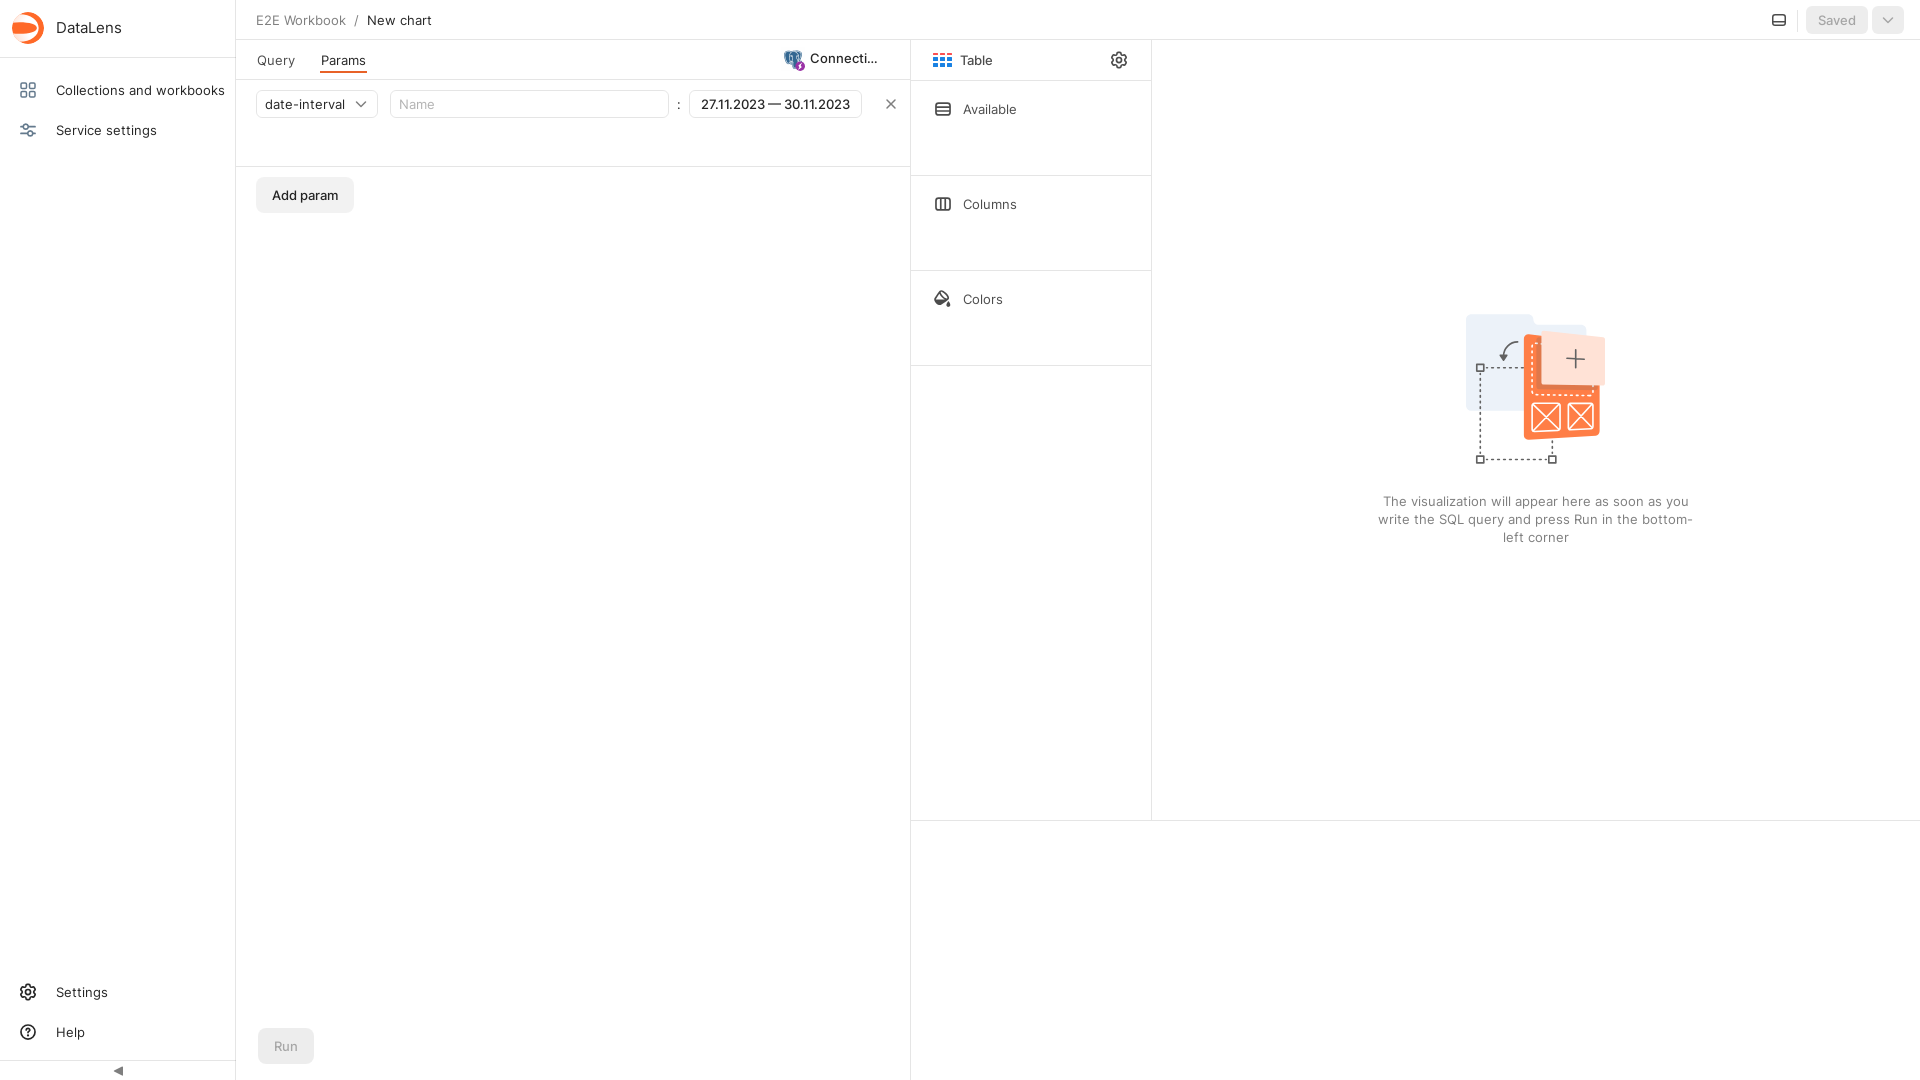 DataLens
E2E Workbook / New chart
Saved
Collections and workbooks
Service settings
Query
Params
Connecti...
date-interval
Name
:
27.11.2023 — 30.11.2023
Add param
Table
Available
Columns
Colors
The visualization will appear here as soon as you
write the SQL query and press Run in the bottom-
left corner
Settings
Help
Run